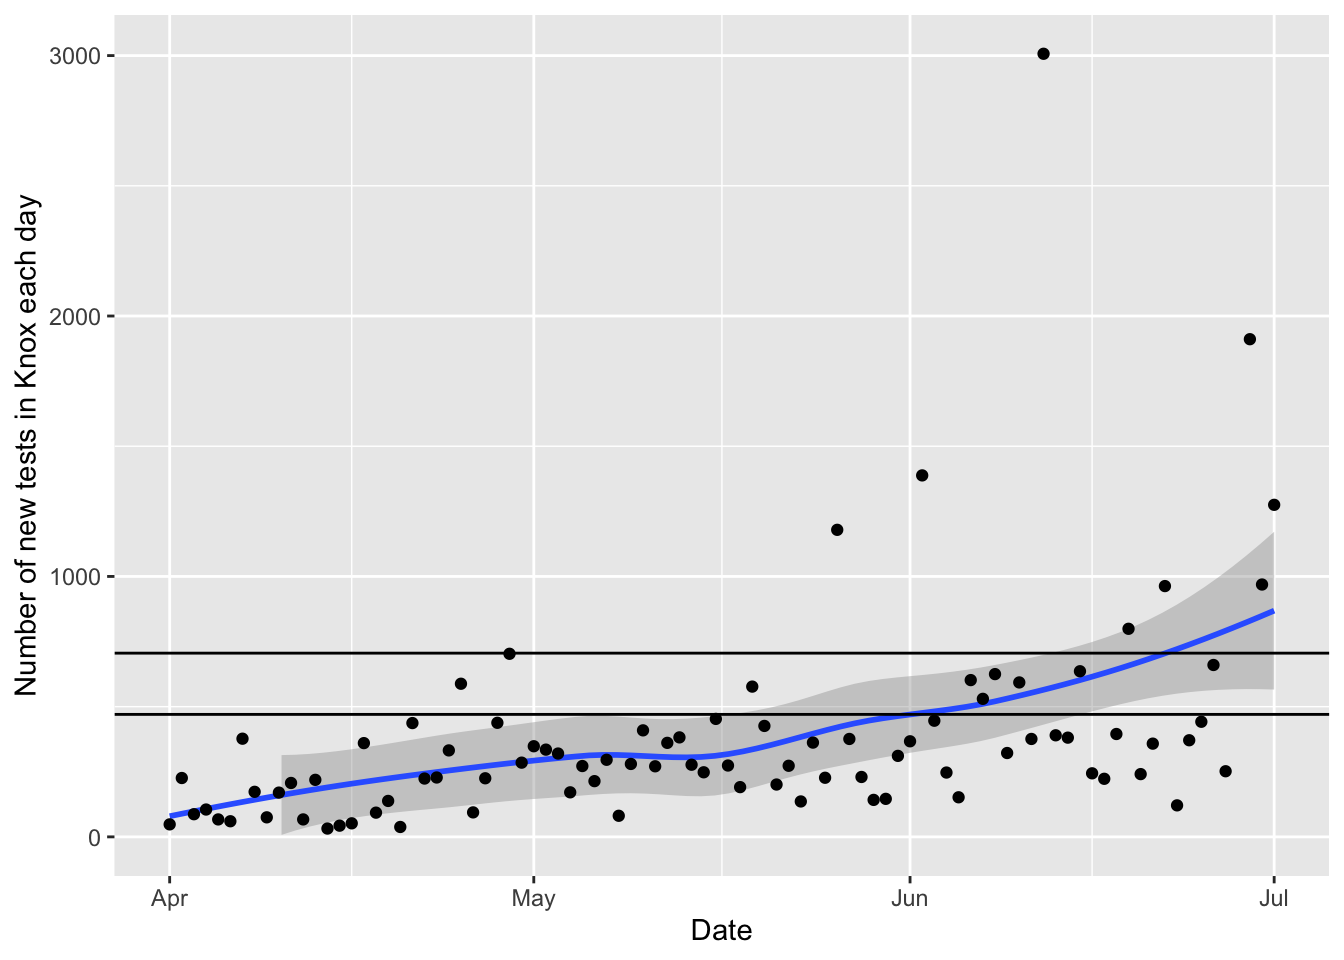 3000
2000
1000
0
Number of new tests in Knox each day
Apr
May
Jun
Jul
Date